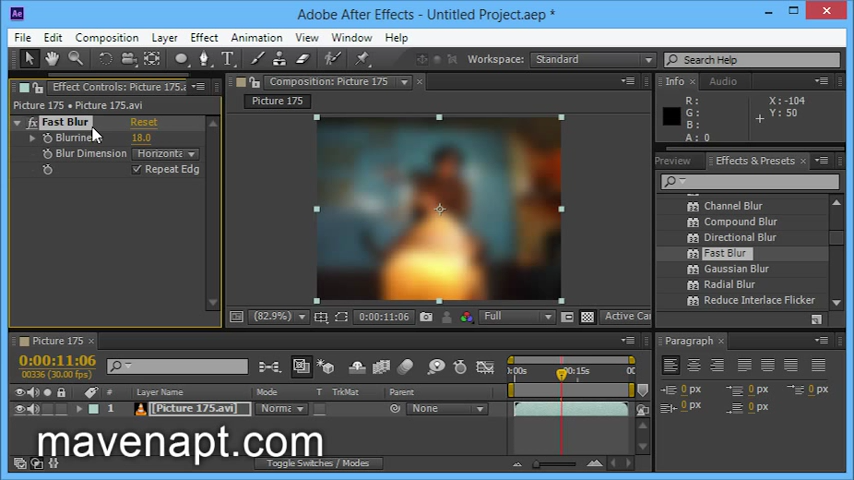 Ae Adobe After Effects - Untitled Project.aep *
File Edit Composition Layer Effect Animation View Window Help
Workspace: Standard Search Help
Effect Controls: Picture 175.a
Picture 175 • Picture 175.avi
fx Fast Blur Reset
Blurrine 18.0
Blur Dimension Horizonta
Repeat Edg
Composition: Picture 175
Picture 175
(82.9%) 0:00:11:06 Full Active Car
Info Audio
R: X: -104
G: Y: 50
B:
A: 0
Preview Effects & Presets
Channel Blur
Compound Blur
Directional Blur
Fast Blur
Gaussian Blur
Radial Blur
Reduce Interlace Flicker
Picture 175
0:00:11:06
00336 (30.00 fps)
0:00s 00:15s
# Layer Name Mode T TrkMat Parent
1 [Picture 175.avi] Norma None
Toggle Switches / Modes
Paragraph
0 px 0 px 0 px
0 px 0 px
mavenapt.com